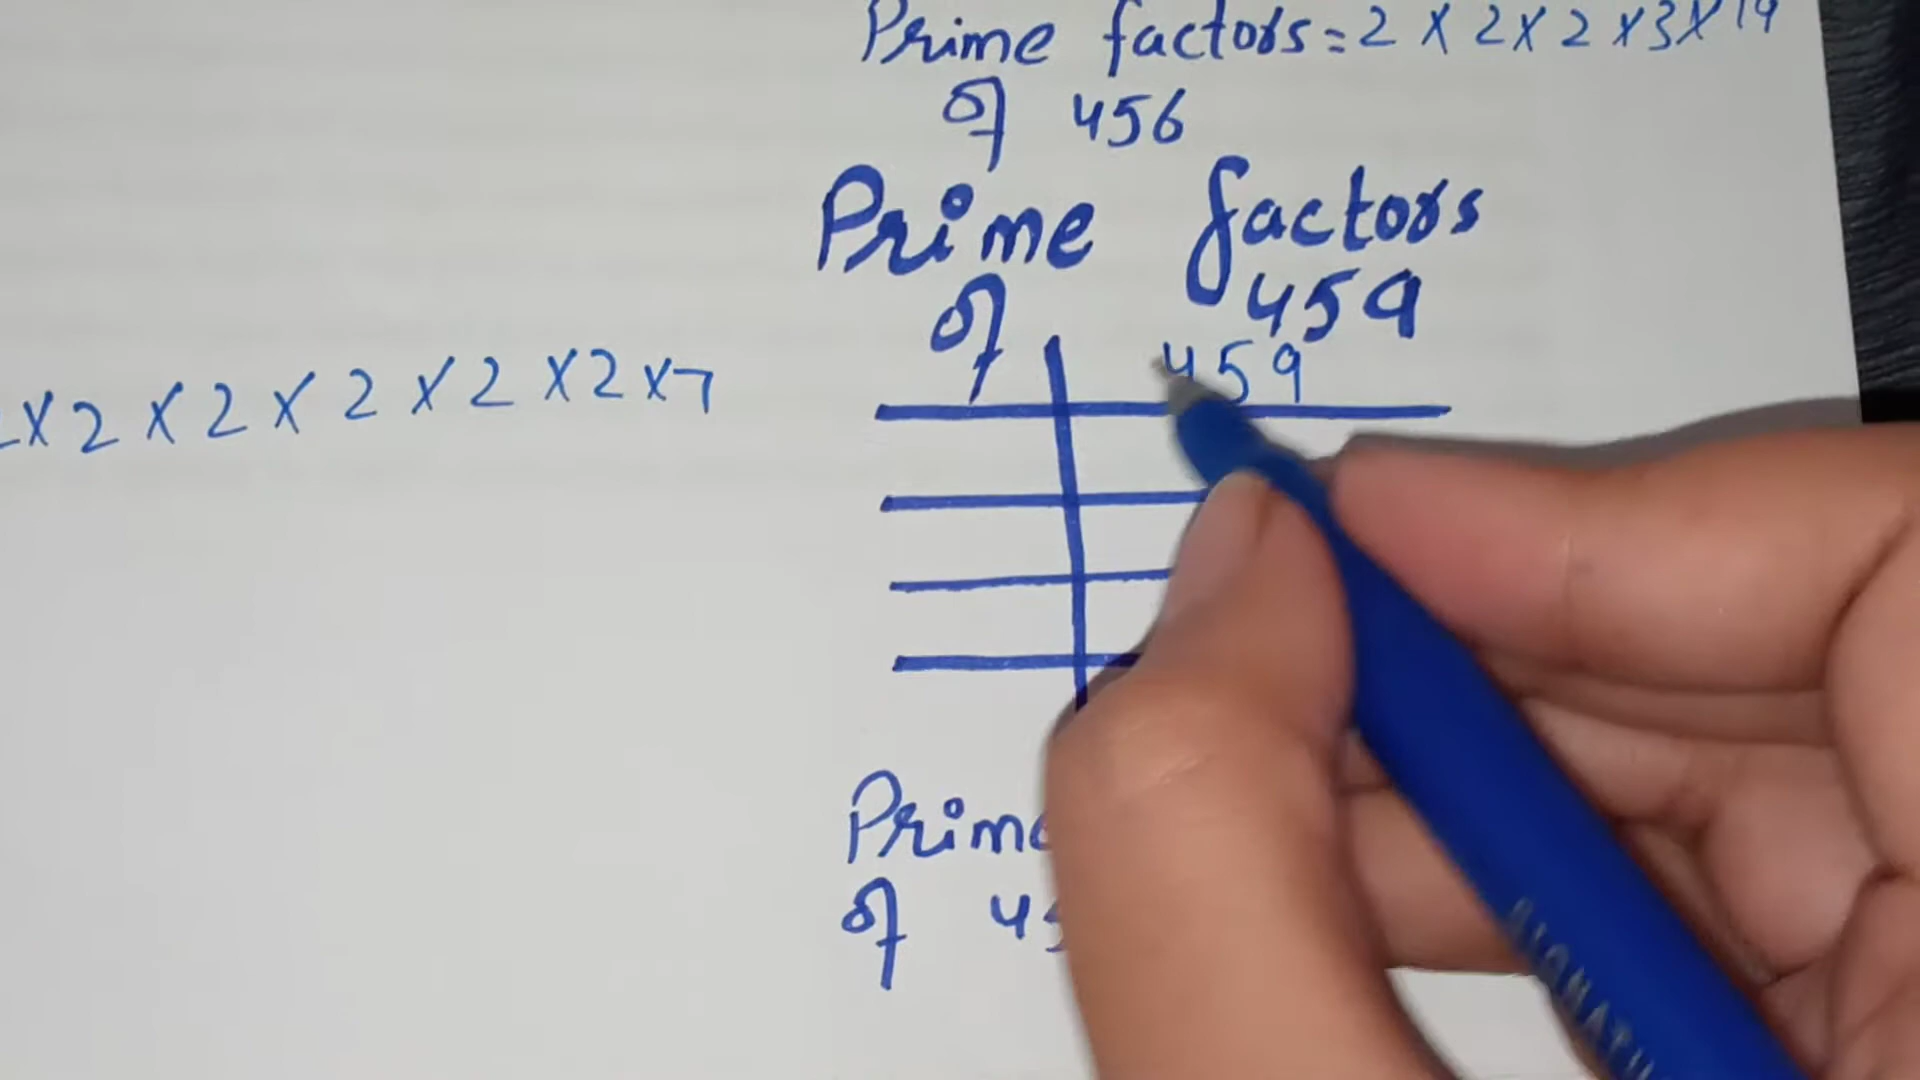 Prime factors = 2 x 2 x 2 x 3 x 19
of 456
Prime factors
of 459
459
x 2 x 2 x 2 x 2 x 2 x 7
Prime
of 45